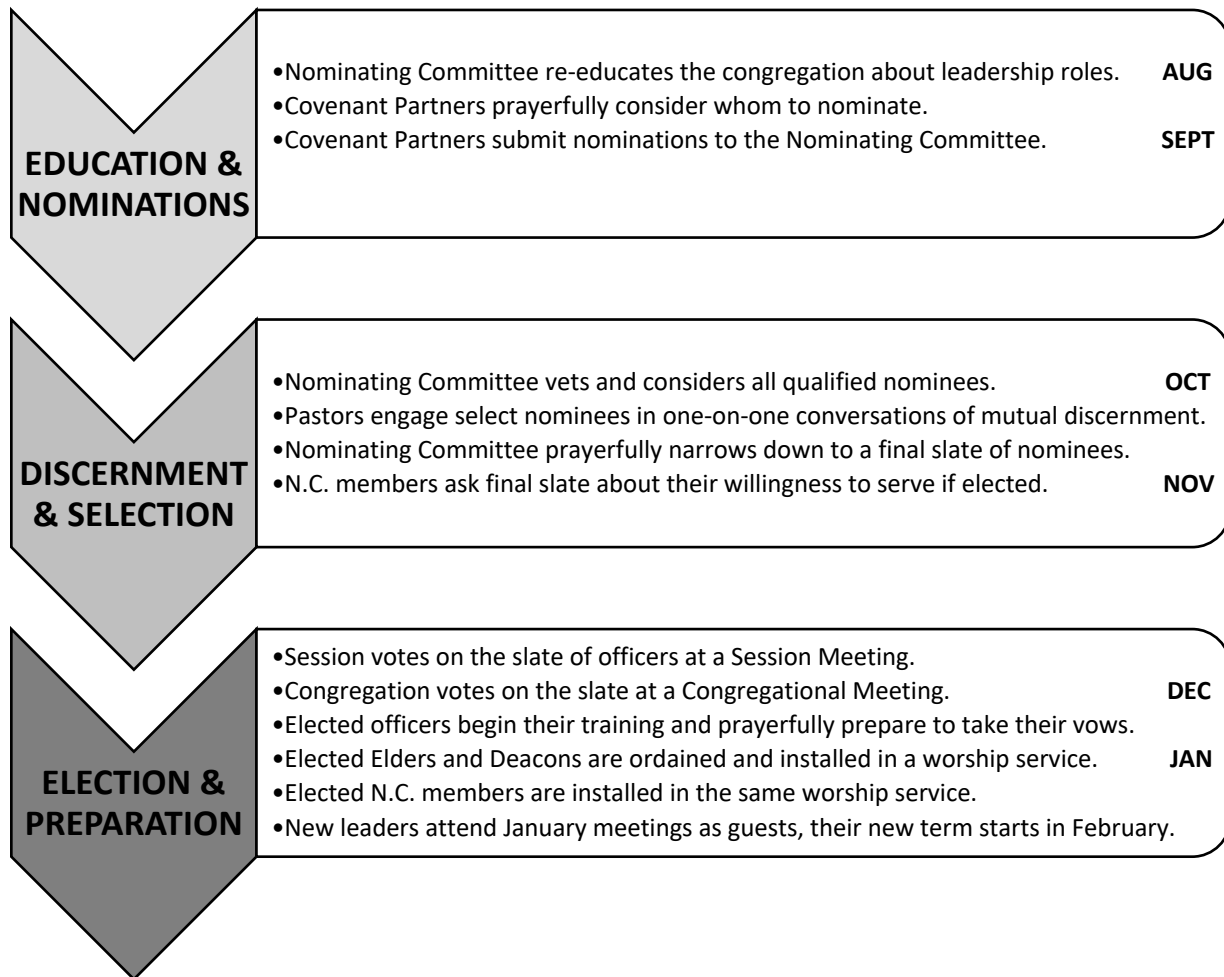 EDUCATION &
NOMINATIONS
•Nominating Committee re-educates the congregation about leadership roles. AUG
•Covenant Partners prayerfully consider whom to nominate.
•Covenant Partners submit nominations to the Nominating Committee. SEPT
DISCERNMENT
& SELECTION
•Nominating Committee vets and considers all qualified nominees. OCT
•Pastors engage select nominees in one-on-one conversations of mutual discernment.
•Nominating Committee prayerfully narrows down to a final slate of nominees.
•N.C. members ask final slate about their willingness to serve if elected. NOV
ELECTION &
PREPARATION
•Session votes on the slate of officers at a Session Meeting.
•Congregation votes on the slate at a Congregational Meeting. DEC
•Elected officers begin their training and prayerfully prepare to take their vows.
•Elected Elders and Deacons are ordained and installed in a worship service. JAN
•Elected N.C. members are installed in the same worship service.
•New leaders attend January meetings as guests, their new term starts in February.